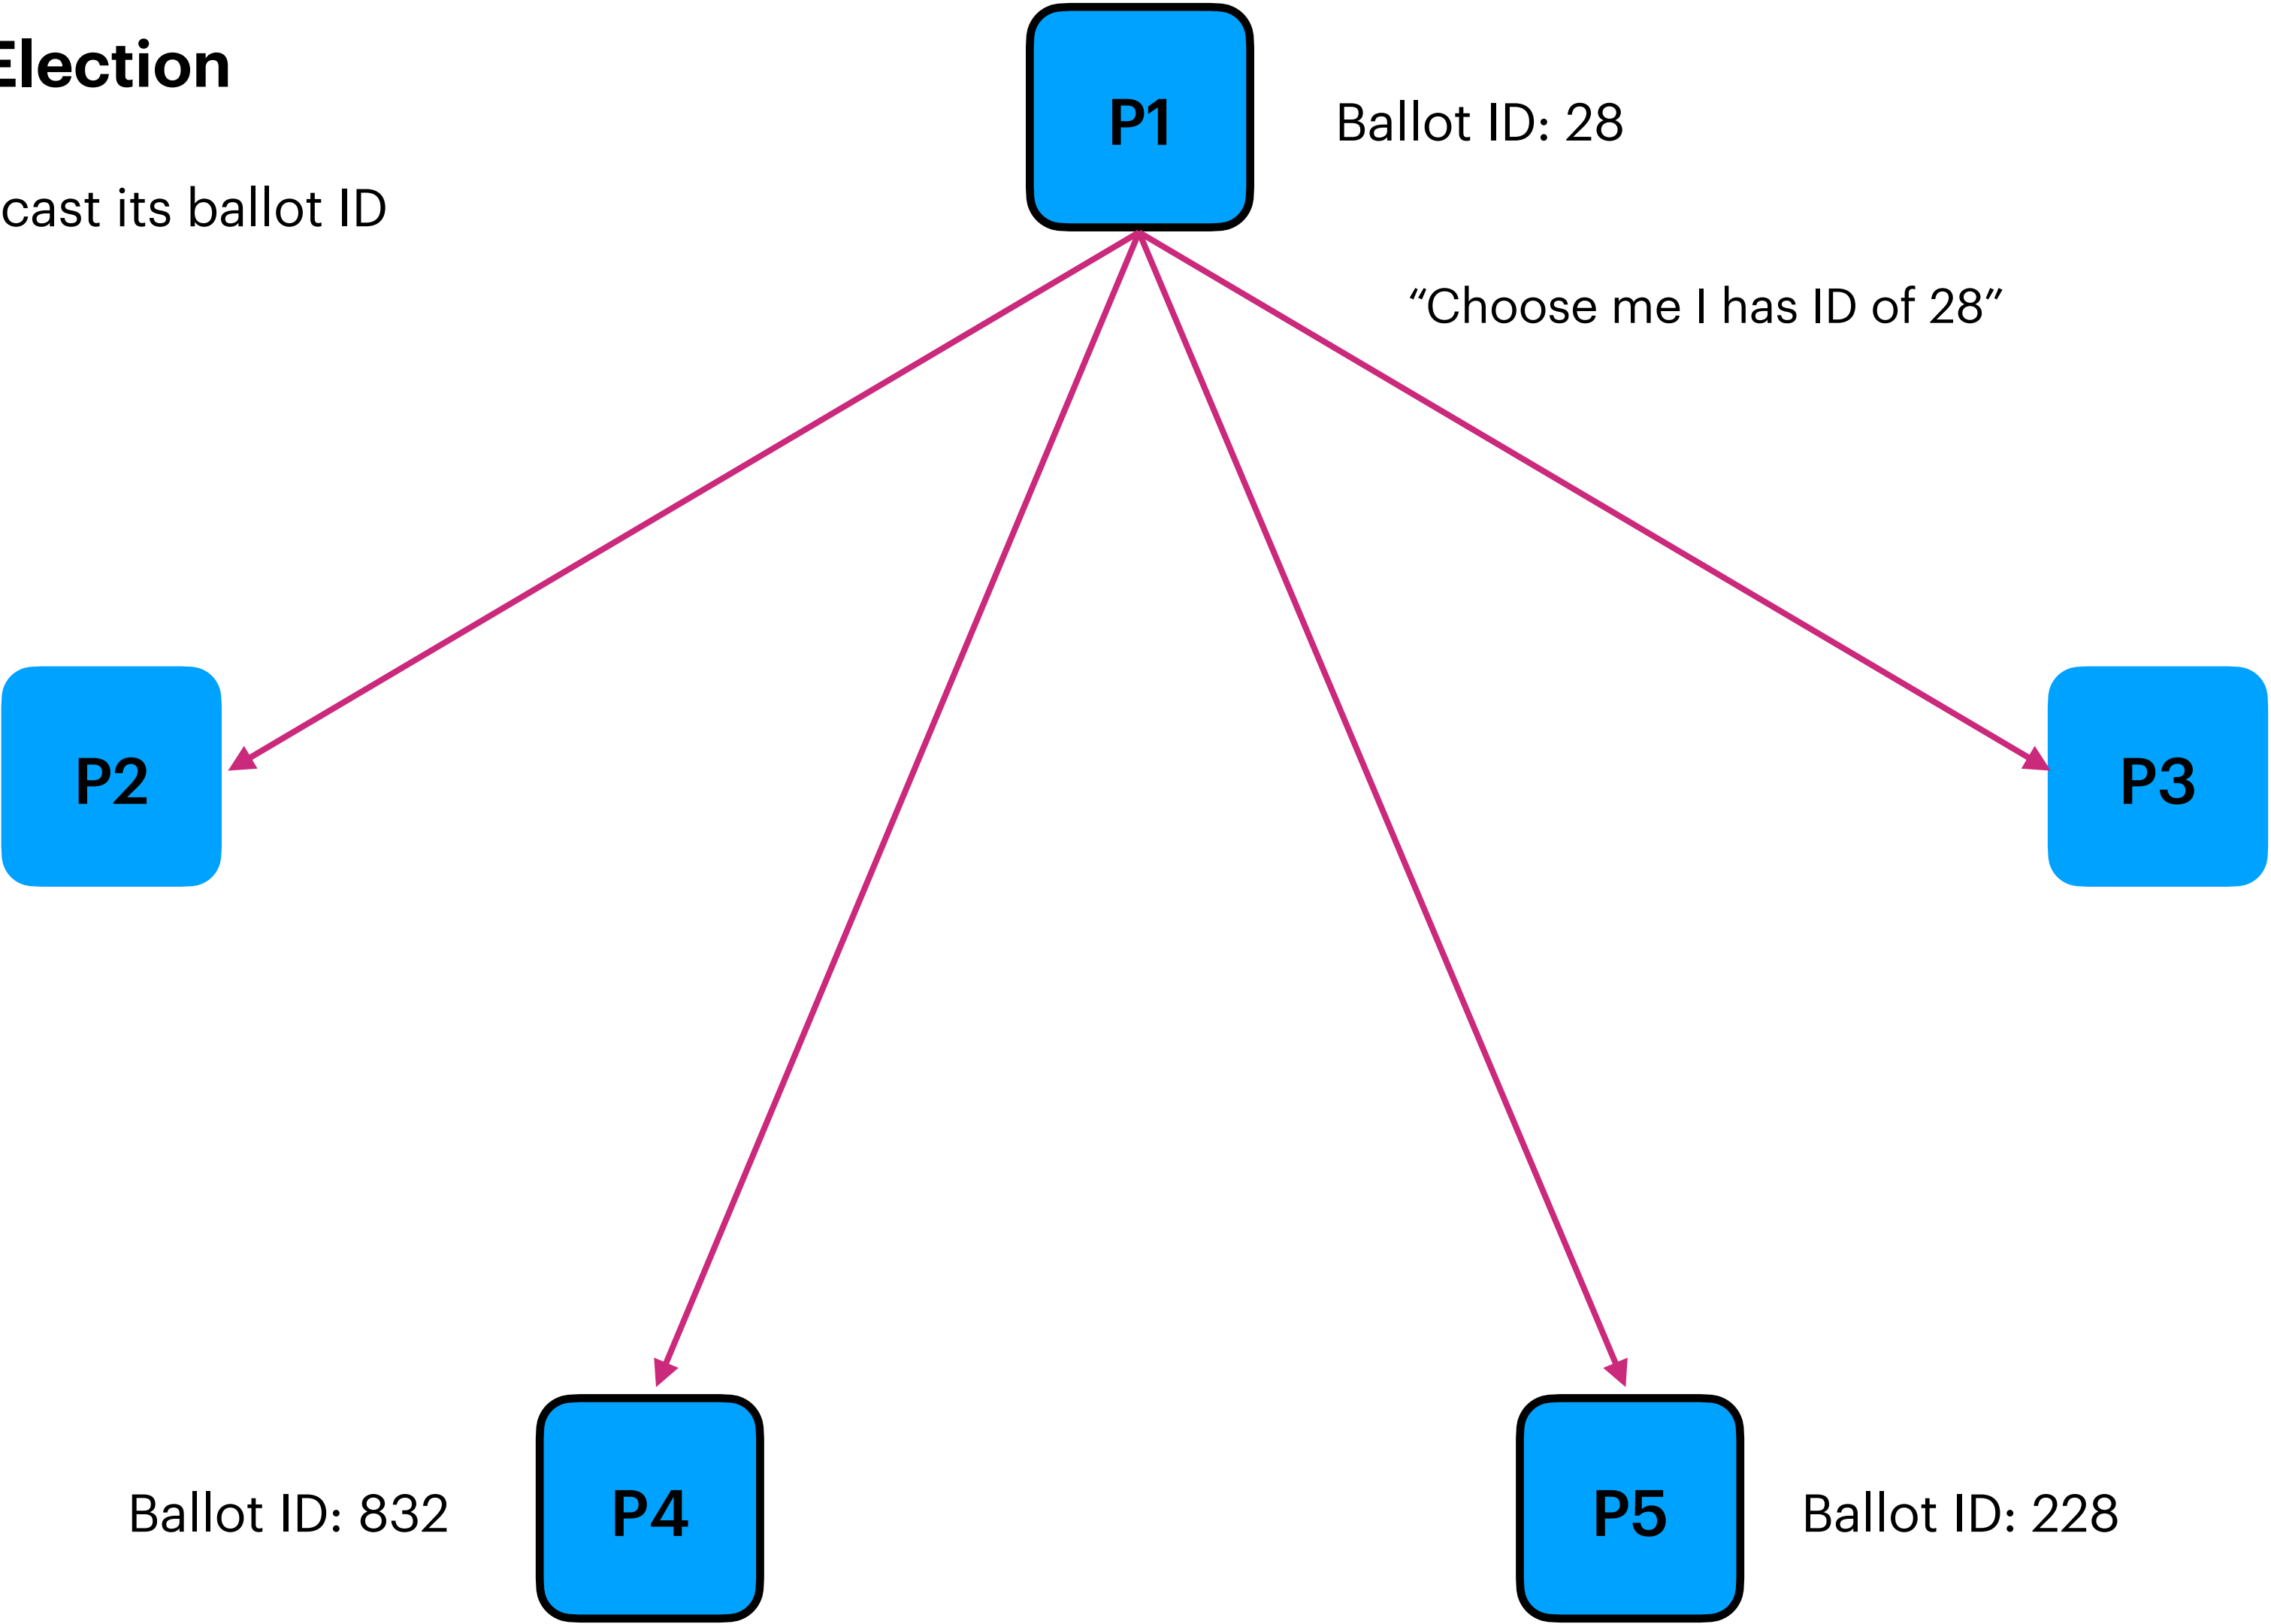 Election
P1
Ballot ID: 28
cast its ballot ID
“Choose me I has ID of 28”
P2
P3
Ballot ID: 832
P4
P5
Ballot ID: 228